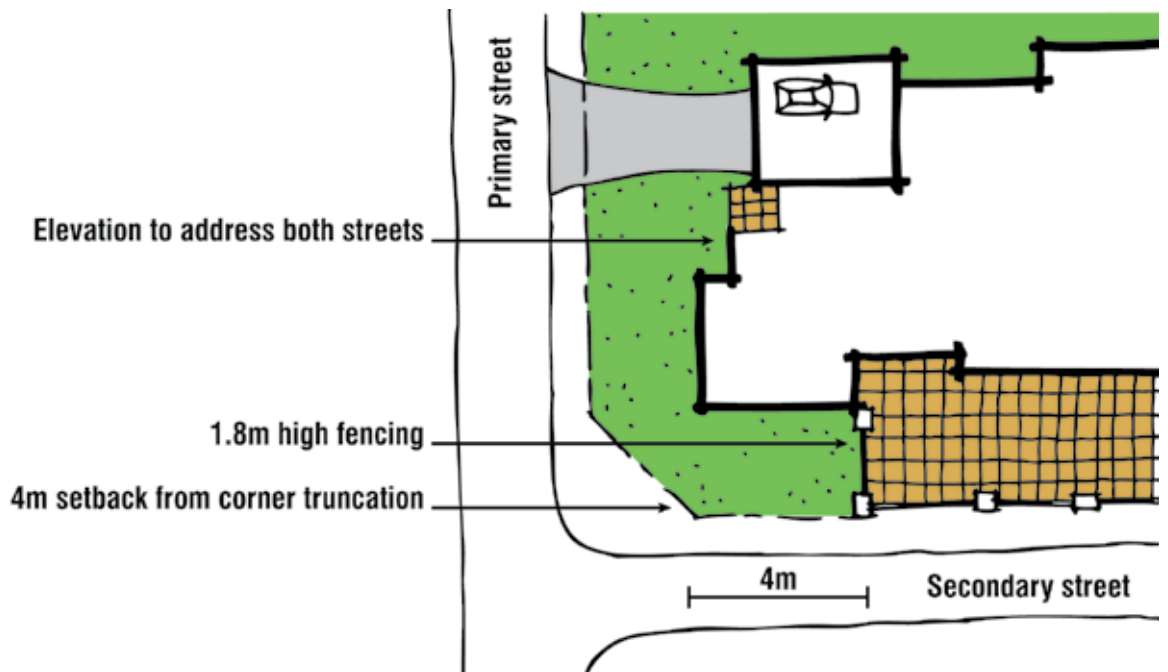 Primary street
Elevation to address both streets
1.8m high fencing
4m setback from corner truncation
4m
Secondary street